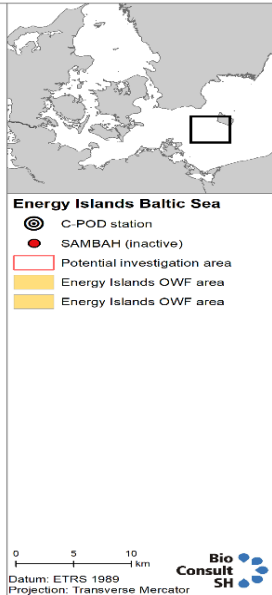 Energy Islands Baltic Sea
C-POD station
SAMBAH (inactive)
Potential investigation area
Energy Islands OWF area
Energy Islands OWF area
0 5 10
km
Bio
Consult
SH
Datum: ETRS 1989
Projection: Transverse Mercator